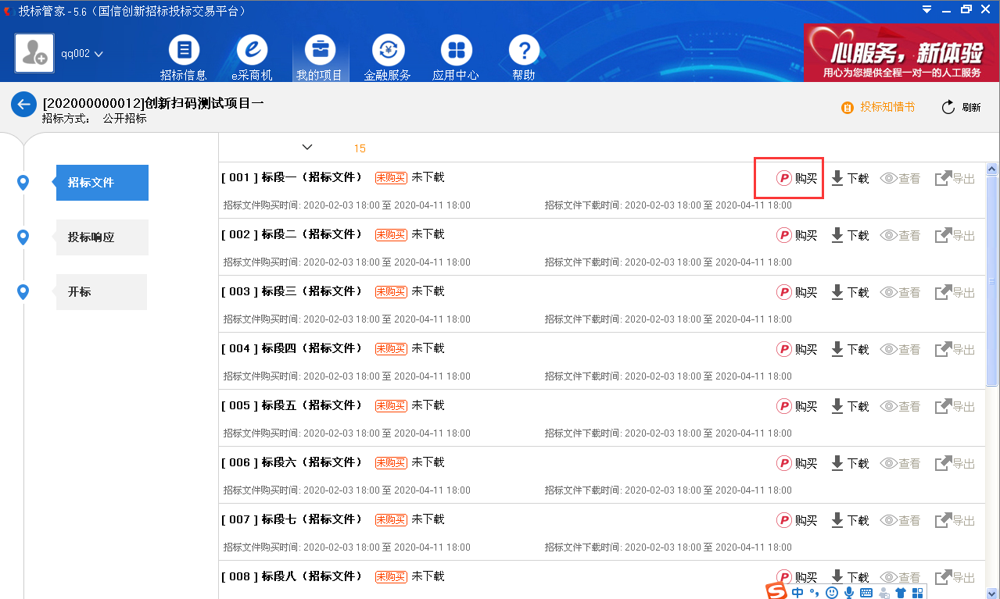 投标管家 - 5.6（国信创新招标投标交易平台）
qq002
招标信息 e采商机 我的项目 金融服务 应用中心 帮助
心服务，新体验
用心为您提供全程一对一的人工服务
[202000000012]创新扫码测试项目一
招标方式： 公开招标
投标知情书 刷新
招标文件
投标响应
开标
15
[ 001 ] 标段一（招标文件） 未购买 未下载 P 购买 下载 查看 导出
招标文件购买时间: 2020-02-03 18:00 至 2020-04-11 18:00 招标文件下载时间: 2020-02-03 18:00 至 2020-04-11 18:00
[ 002 ] 标段二（招标文件） 未购买 未下载 P 购买 下载 查看 导出
招标文件购买时间: 2020-02-03 18:00 至 2020-04-11 18:00 招标文件下载时间: 2020-02-03 18:00 至 2020-04-11 18:00
[ 003 ] 标段三（招标文件） 未购买 未下载 P 购买 下载 查看 导出
招标文件购买时间: 2020-02-03 18:00 至 2020-04-11 18:00 招标文件下载时间: 2020-02-03 18:00 至 2020-04-11 18:00
[ 004 ] 标段四（招标文件） 未购买 未下载 P 购买 下载 查看 导出
招标文件购买时间: 2020-02-03 18:00 至 2020-04-11 18:00 招标文件下载时间: 2020-02-03 18:00 至 2020-04-11 18:00
[ 005 ] 标段五（招标文件） 未购买 未下载 P 购买 下载 查看 导出
招标文件购买时间: 2020-02-03 18:00 至 2020-04-11 18:00 招标文件下载时间: 2020-02-03 18:00 至 2020-04-11 18:00
[ 006 ] 标段六（招标文件） 未购买 未下载 P 购买 下载 查看 导出
招标文件购买时间: 2020-02-03 18:00 至 2020-04-11 18:00 招标文件下载时间: 2020-02-03 18:00 至 2020-04-11 18:00
[ 007 ] 标段七（招标文件） 未购买 未下载 P 购买 下载 查看 导出
招标文件购买时间: 2020-02-03 18:00 至 2020-04-11 18:00 招标文件下载时间: 2020-02-03 18:00 至 2020-04-11 18:00
[ 008 ] 标段八（招标文件） 未购买 未下载 P 购买 下载 查看 导出
S 中